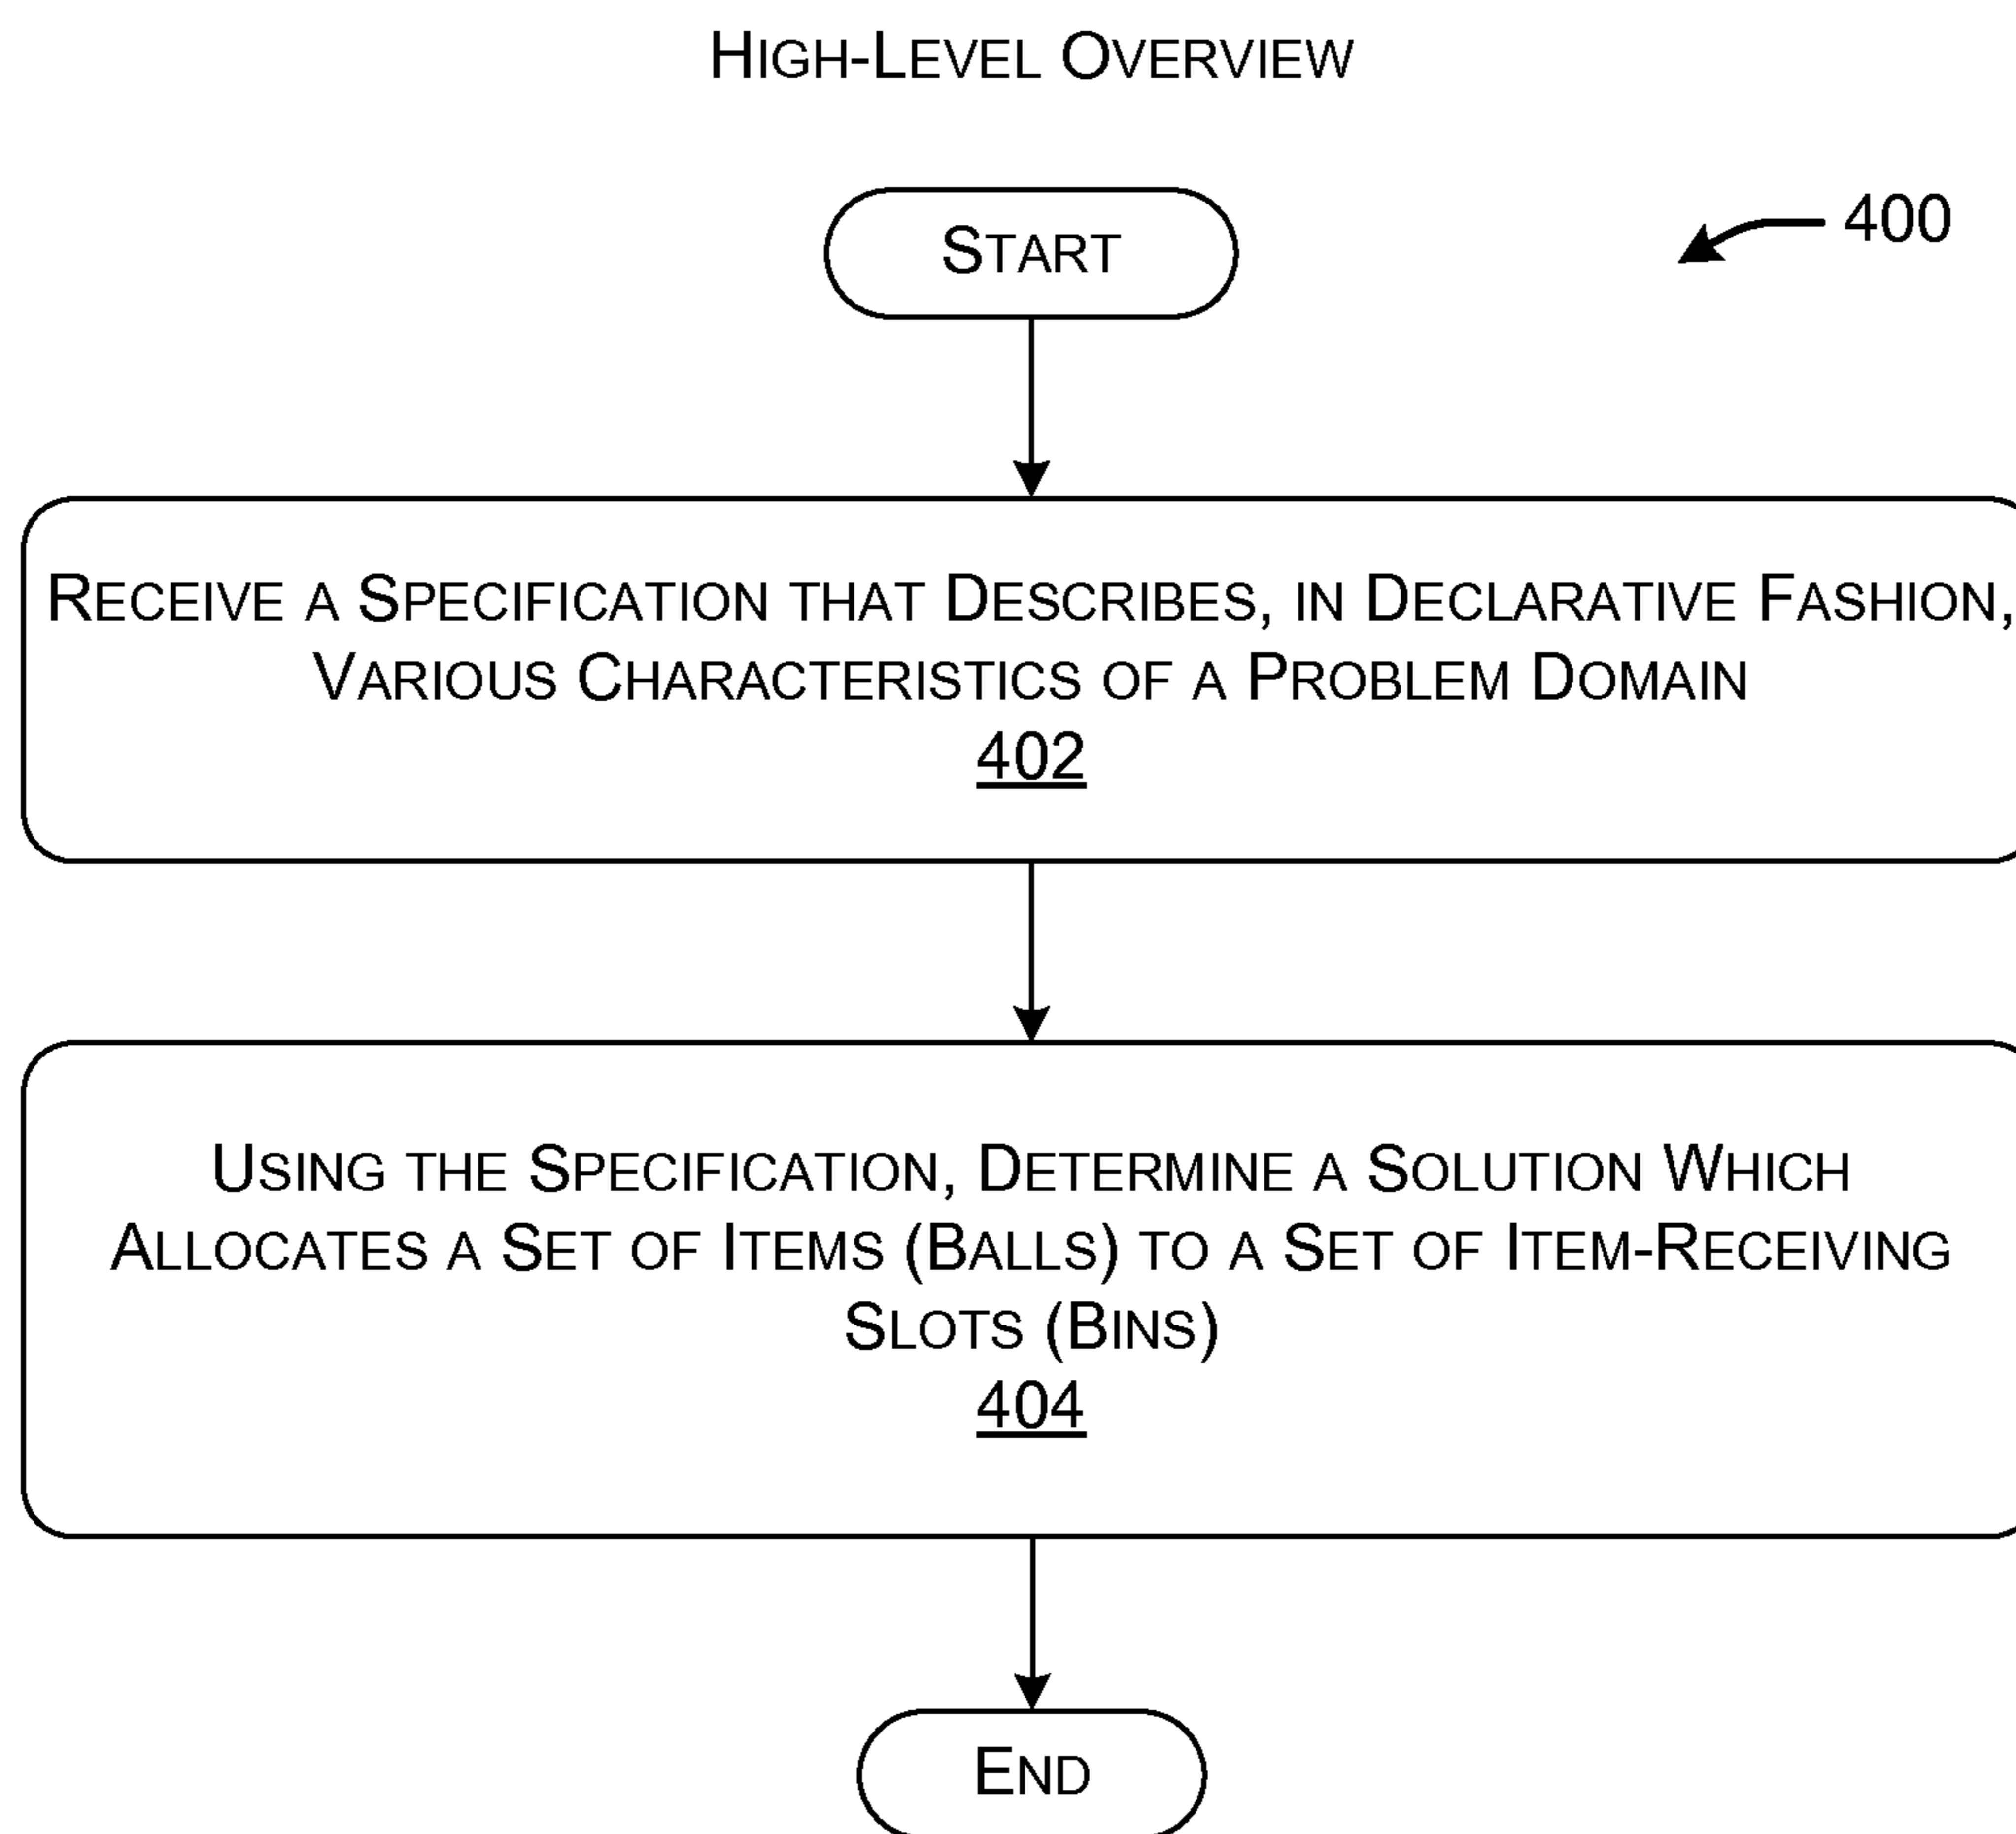 HIGH-LEVEL OVERVIEW
START
400
RECEIVE A SPECIFICATION THAT DESCRIBES, IN DECLARATIVE FASHION,
VARIOUS CHARACTERISTICS OF A PROBLEM DOMAIN
402
USING THE SPECIFICATION, DETERMINE A SOLUTION WHICH
ALLOCATES A SET OF ITEMS (BALLS) TO A SET OF ITEM-RECEIVING
SLOTS (BINS)
404
END